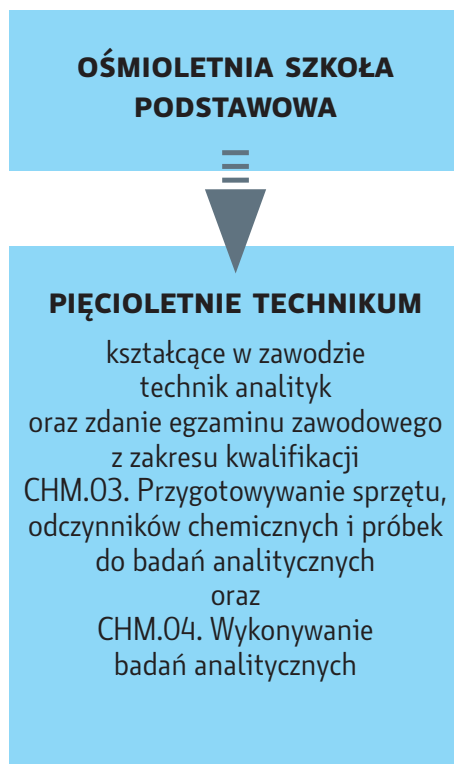 OŚMIOLETNIA SZKOŁA
PODSTAWOWA
PIĘCIOLETNIE TECHNIKUM
kształcące w zawodzie
technik analityk
oraz zdanie egzaminu zawodowego
z zakresu kwalifikacji
CHM.03. Przygotowywanie sprzętu,
odczynników chemicznych i próbek
do badań analitycznych
oraz
CHM.04. Wykonywanie
badań analitycznych